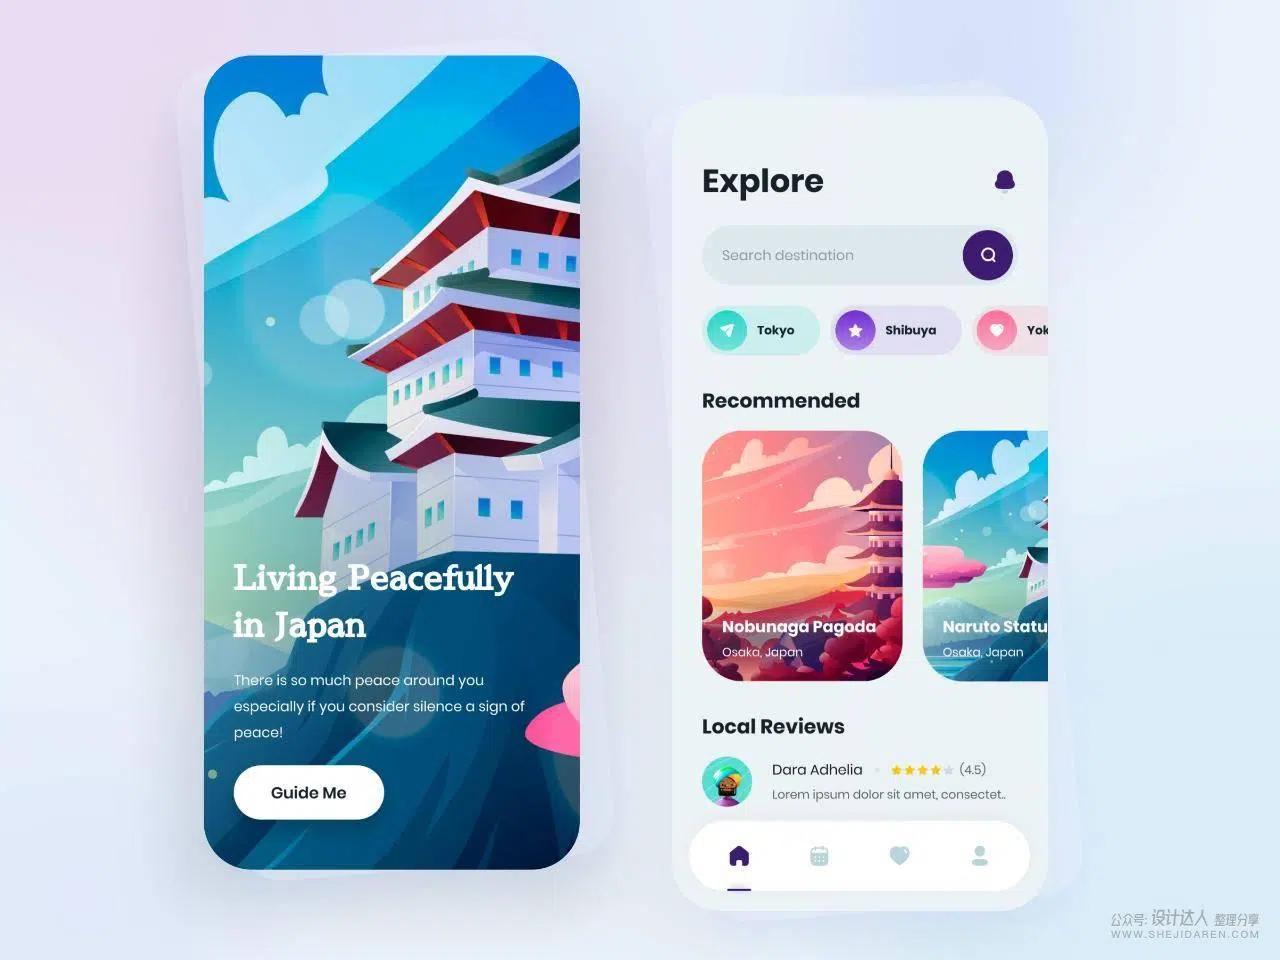 Living Peacefully
in Japan
There is so much peace around you
especially if you consider silence a sign of
peace!
Guide Me
Explore
Search destination
Tokyo
Shibuya
Yok
Recommended
Nobunaga Pagoda
Osaka, Japan
Naruto Statu
Osaka, Japan
Local Reviews
Dara Adhelia
(4.5)
Lorem ipsum dolor sit amet, consectet..
公众号: 设计达人 整理分享
WWW.SHEJIDAREN.COM